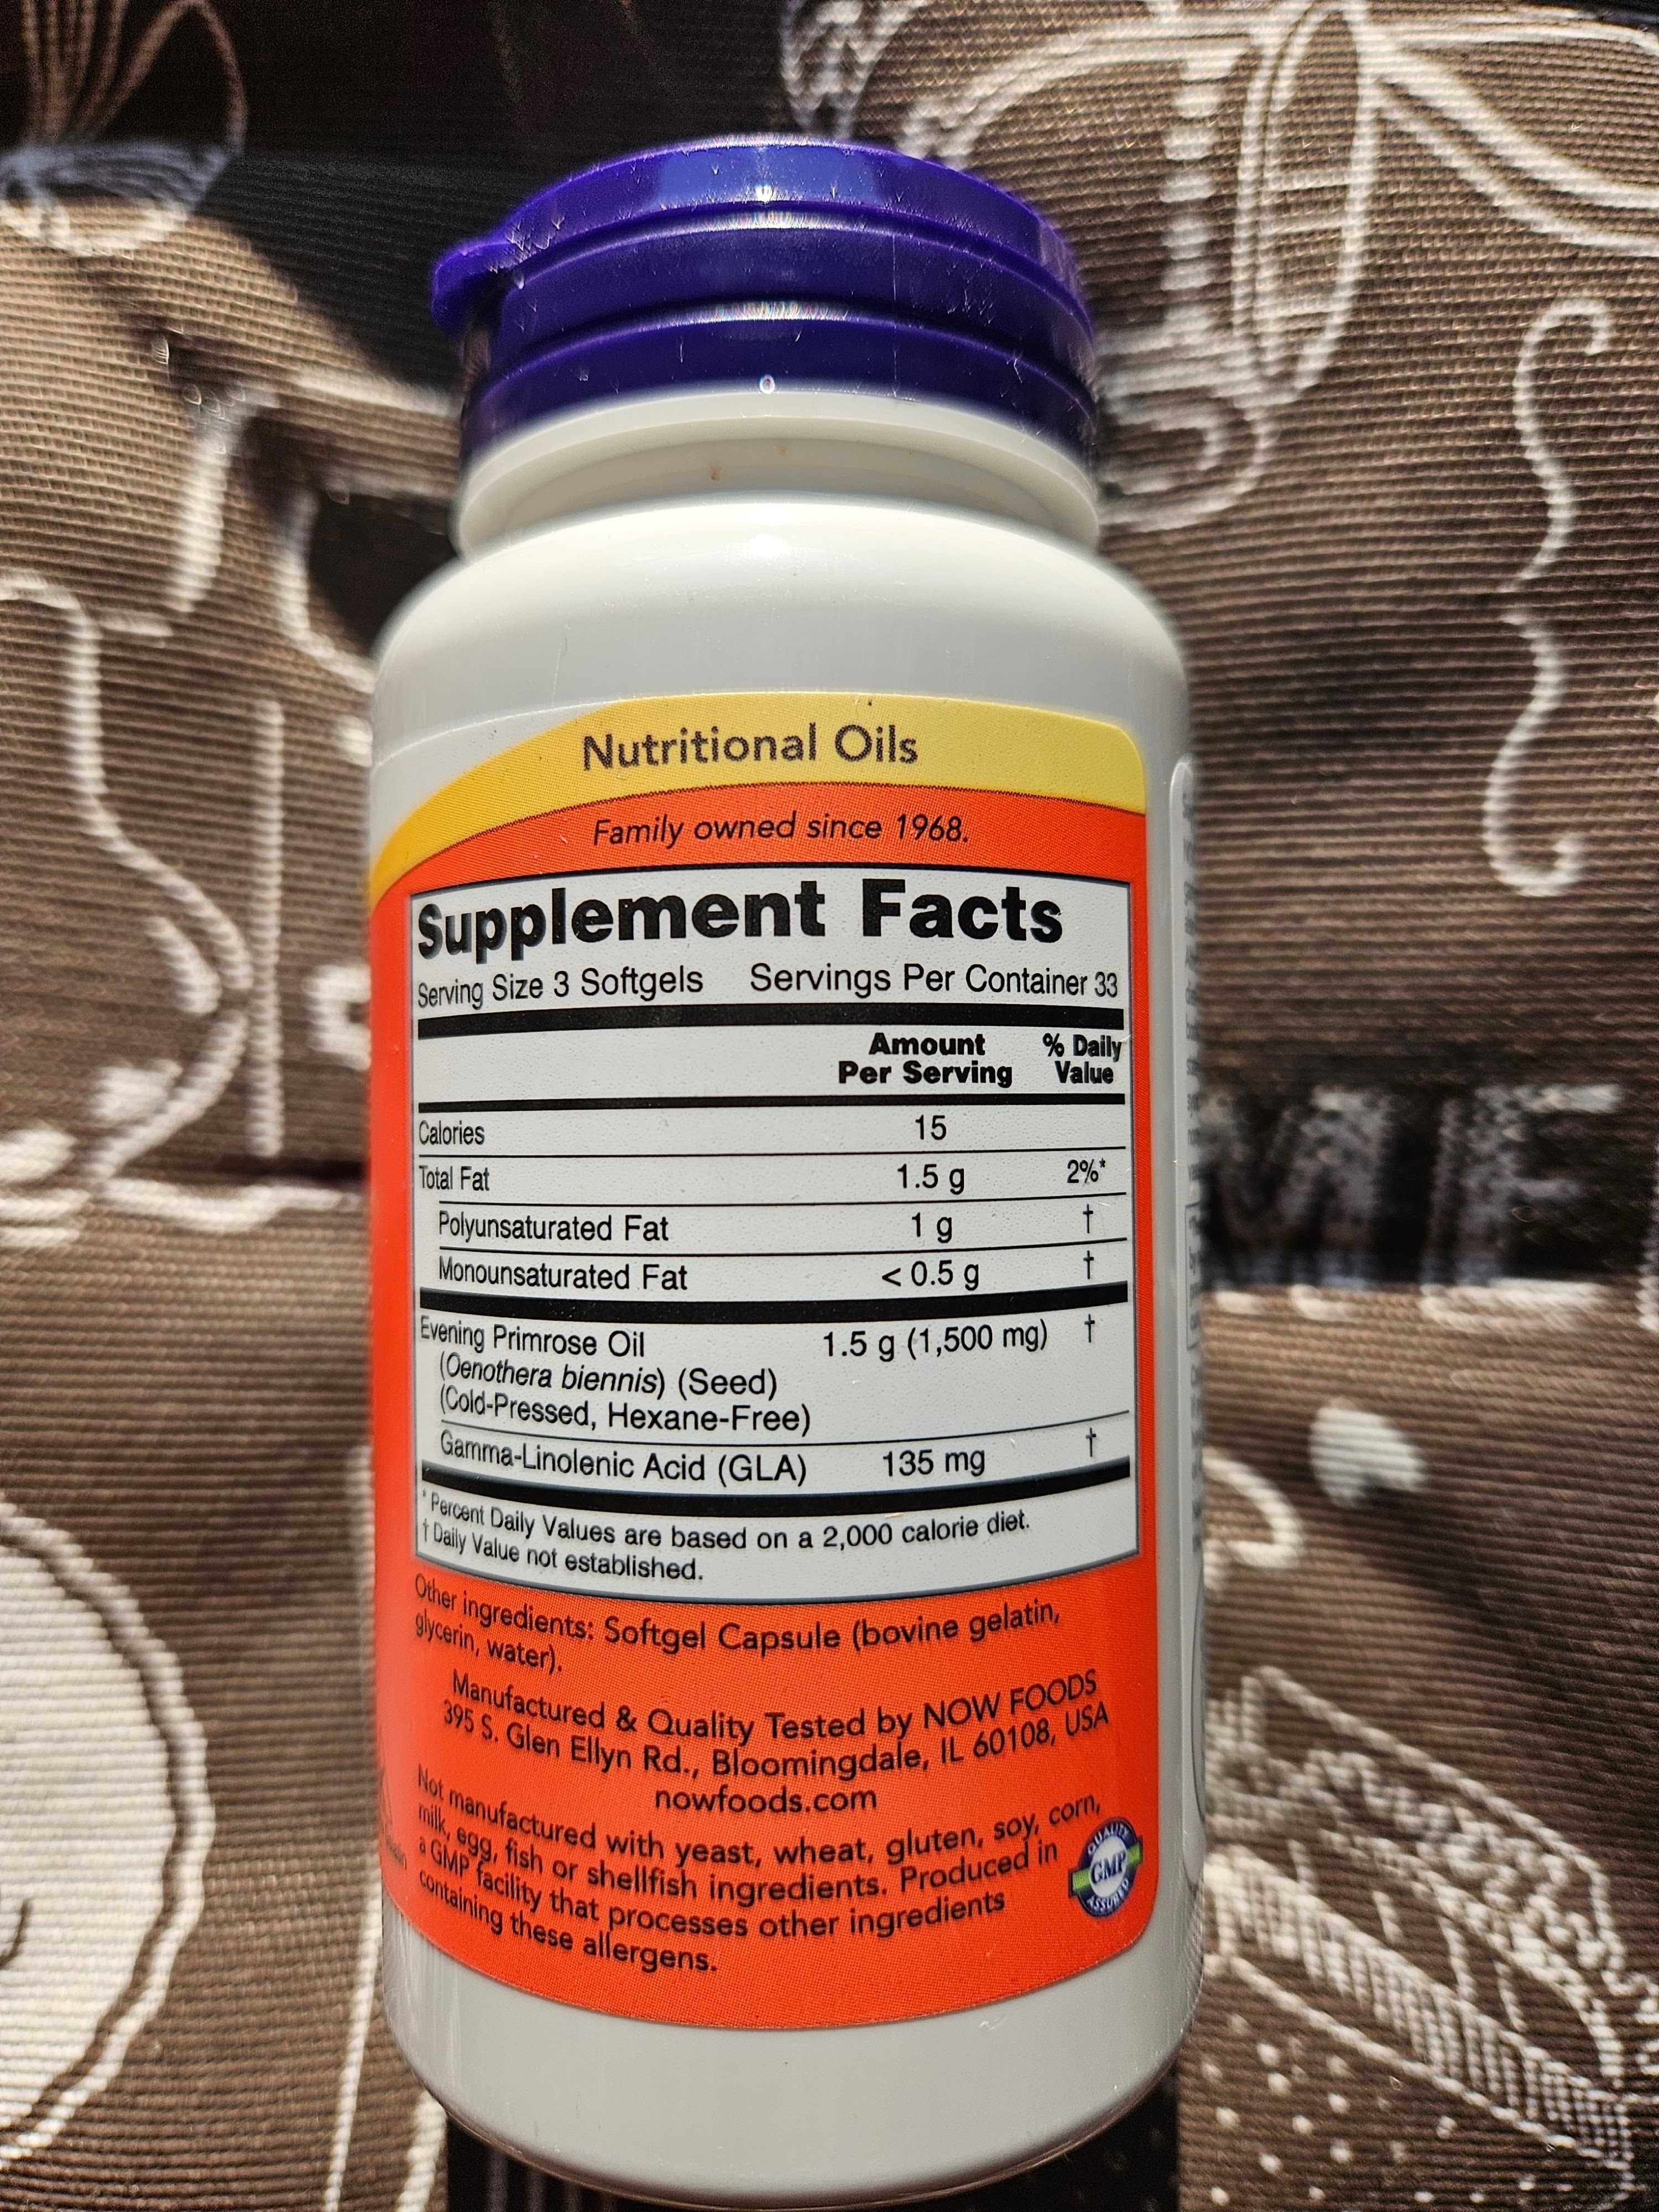 Nutritional Oils
Family owned since 1968.
Supplement Facts
Serving Size 3 Softgels Servings Per Container 33
Amount Per Serving % Daily Value
Calories 15
Total Fat 1.5 g 2%*
Polyunsaturated Fat 1 g †
Monounsaturated Fat < 0.5 g †
Evening Primrose Oil 1.5 g (1,500 mg) †
(Oenothera biennis) (Seed)
(Cold-Pressed, Hexane-Free)
Gamma-Linolenic Acid (GLA) 135 mg †
* Percent Daily Values are based on a 2,000 calorie diet.
† Daily Value not established.
Other ingredients: Softgel Capsule (bovine gelatin,
glycerin, water).
Manufactured & Quality Tested by NOW FOODS
395 S. Glen Ellyn Rd., Bloomingdale, IL 60108, USA
nowfoods.com
Not manufactured with yeast, wheat, gluten, soy, corn,
milk, egg, fish or shellfish ingredients. Produced in
a GMP facility that processes other ingredients
containing these allergens.
QUALITY
GMP
ASSURED